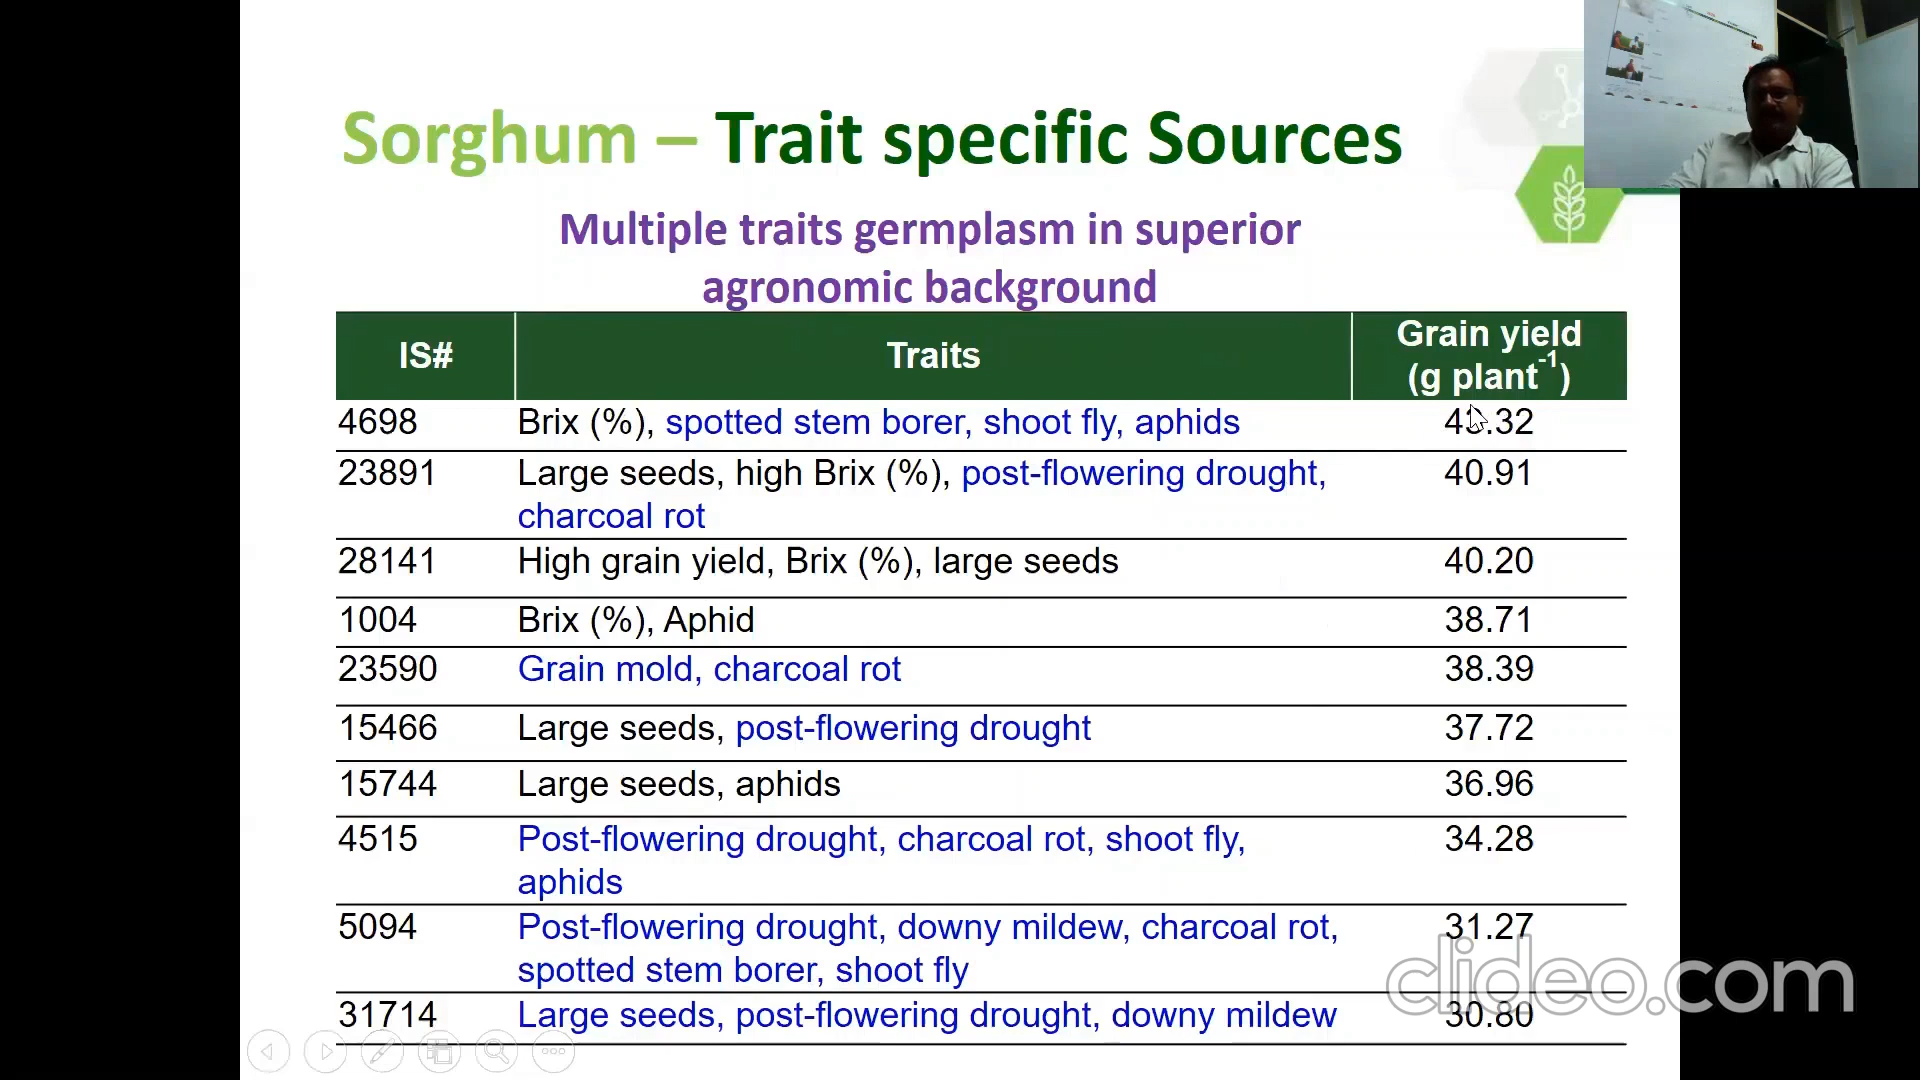 Sorghum – Trait specific Sources
Multiple traits germplasm in superior
agronomic background
IS# Traits Grain yield
(g plant⁻¹)
4698 Brix (%), spotted stem borer, shoot fly, aphids
23891 Large seeds, high Brix (%), post-flowering drought, 40.91
charcoal rot
28141 High grain yield, Brix (%), large seeds 40.20
1004 Brix (%), Aphid 38.71
23590 Grain mold, charcoal rot 38.39
15466 Large seeds, post-flowering drought 37.72
15744 Large seeds, aphids 36.96
4515 Post-flowering drought, charcoal rot, shoot fly, 34.28
aphids
5094 Post-flowering drought, downy mildew, charcoal rot, 31.27
spotted stem borer, shoot fly
31714 Large seeds, post-flowering drought, downy mildew 30.80
clideo.com